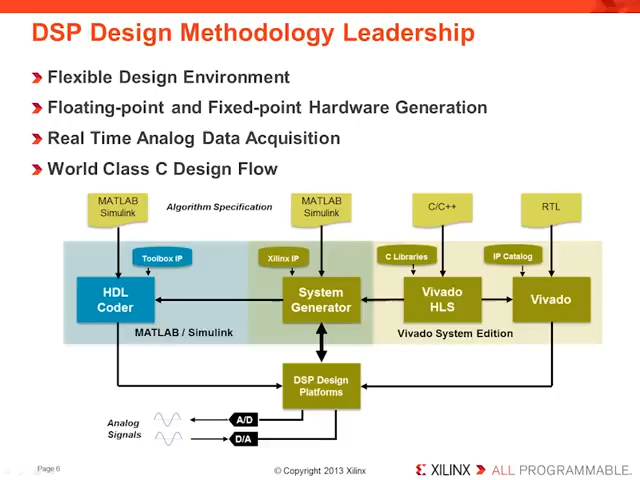 DSP Design Methodology Leadership
Flexible Design Environment
Floating-point and Fixed-point Hardware Generation
Real Time Analog Data Acquisition
World Class C Design Flow
MATLAB
Simulink
Algorithm Specification
MATLAB
Simulink
C/C++
RTL
Toolbox IP
Xilinx IP
C Libraries
IP Catalog
HDL
Coder
System
Generator
Vivado
HLS
Vivado
MATLAB / Simulink
Vivado System Edition
DSP Design
Platforms
Analog
Signals
A/D
D/A
Page 6
© Copyright 2013 Xilinx
XILINX
ALL PROGRAMMABLE.